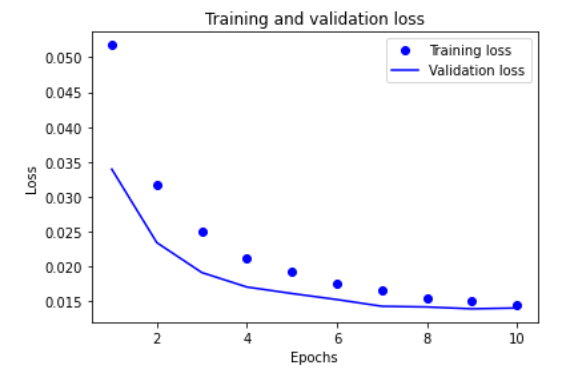 Training and validation loss
Training loss
Validation loss
0.050
0.045
0.040
0.035
0.030
0.025
0.020
0.015
Loss
2 4 6 8 10
Epochs